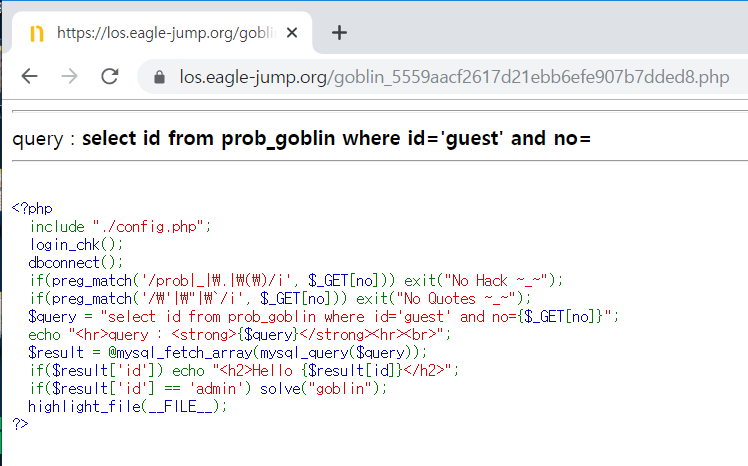 https://los.eagle-jump.org/gobli
los.eagle-jump.org/goblin_5559aacf2617d21ebb6efe907b7dded8.php
query : select id from prob_goblin where id='guest' and no=
<?php
include "./config.php";
login_chk();
dbconnect();
if(preg_match('/prob|_|₩.|₩(₩)/i', $_GET[no])) exit("No Hack ~_~");
if(preg_match('/₩'|₩"|₩`/i', $_GET[no])) exit("No Quotes ~_~");
$query = "select id from prob_goblin where id='guest' and no={$_GET[no]}";
echo "<hr>query : <strong>{$query}</strong><hr><br>";
$result = @mysql_fetch_array(mysql_query($query));
if($result['id']) echo "<h2>Hello {$result[id]}</h2>";
if($result['id'] == 'admin') solve("goblin");
highlight_file(__FILE__);
?>